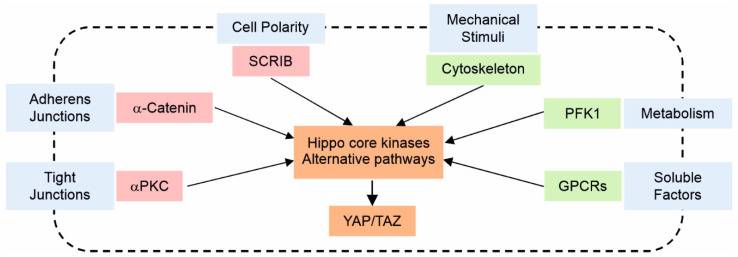 Cell Polarity
SCRIB
Mechanical
Stimuli
Cytoskeleton
Adherens
Junctions
α-Catenin
PFK1
Metabolism
Hippo core kinases
Alternative pathways
Tight
Junctions
αPKC
GPCRs
Soluble
Factors
YAP/TAZ